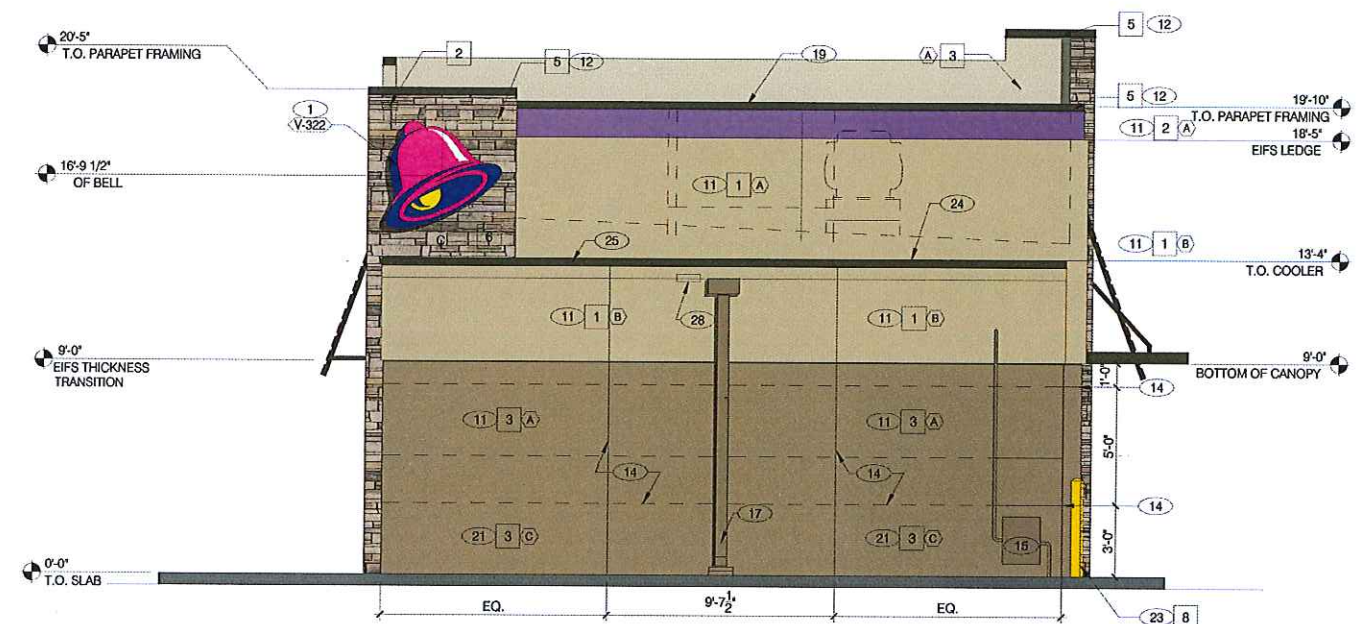 5 12
20'-5"
T.O. PARAPET FRAMING
2
5 12
19
A 3
5 12
19'-10"
T.O. PARAPET FRAMING
1
V-322
11 2 A
18'-5"
EIFS LEDGE
16'-9 1/2"
OF BELL
11 1 A
24
25
11 1 B
13'-4"
T.O. COOLER
11 1 B
28
11 1 B
9'-0"
EIFS THICKNESS
TRANSITION
9'-0"
BOTTOM OF CANOPY
1'-0"
14
11 3 A
11 3 A
5'-0"
14
14
14
17
21 3 C
21 3 C
15
3'-0"
0'-0"
T.O. SLAB
EQ.
9'-7 1/2"
EQ.
23 8